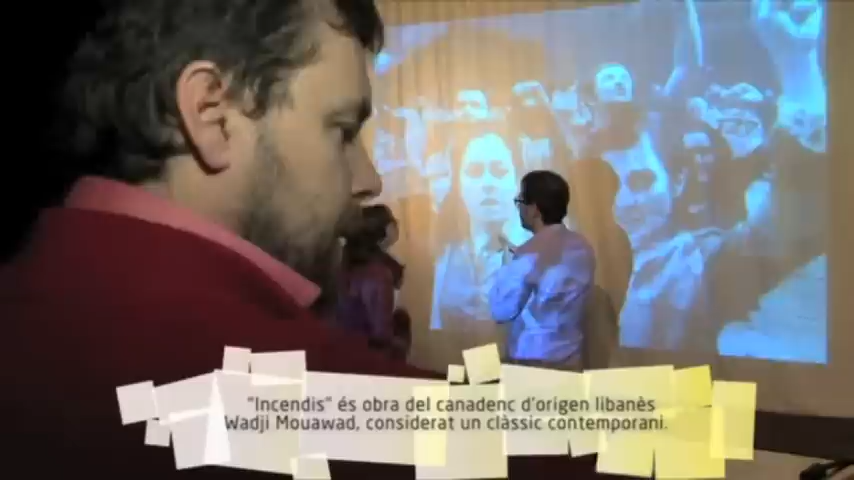 "Incendis" és obra del canadenc d'origen libanès
Wadji Mouawad, considerat un clàssic contemporani.